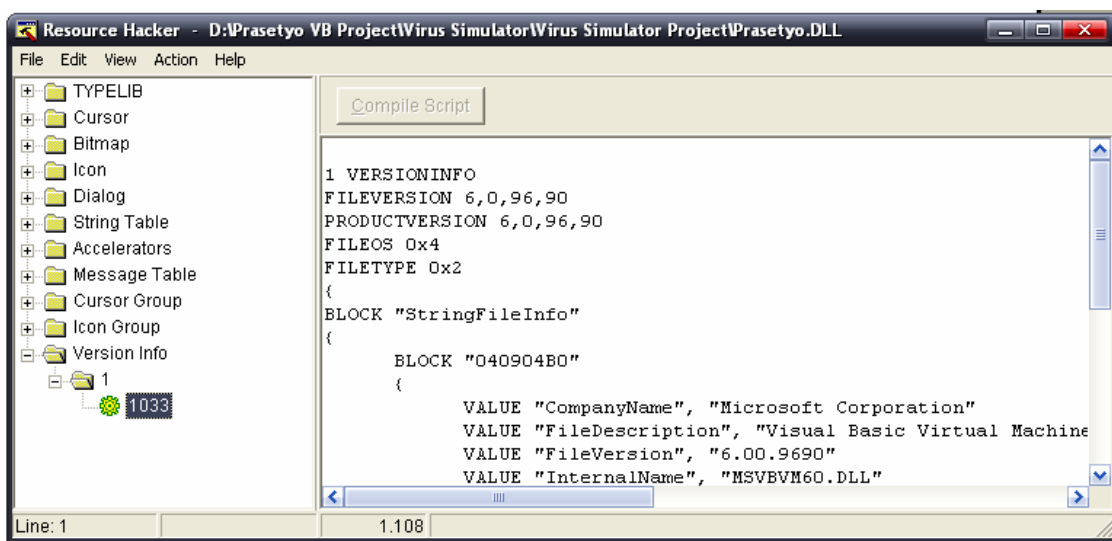 Resource Hacker - D:\Prasetyo VB Project\Virus Simulator\Virus Simulator Project\Prasetyo.DLL
File Edit View Action Help
TYPELIB
Cursor
Bitmap
Icon
Dialog
String Table
Accelerators
Message Table
Cursor Group
Icon Group
Version Info
1
1033
Compile Script
1 VERSIONINFO
FILEVERSION 6,0,96,90
PRODUCTVERSION 6,0,96,90
FILEOS 0x4
FILETYPE 0x2
{
BLOCK "StringFileInfo"
{
BLOCK "040904B0"
{
VALUE "CompanyName", "Microsoft Corporation"
VALUE "FileDescription", "Visual Basic Virtual Machine
VALUE "FileVersion", "6.00.9690"
VALUE "InternalName", "MSVBVM60.DLL"
Line: 1
1.108